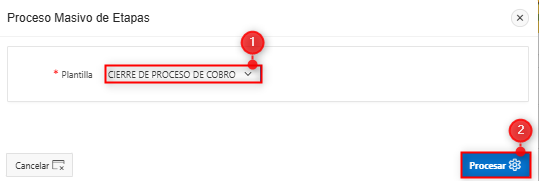 Proceso Masivo de Etapas
1
* Plantilla CIERRE DE PROCESO DE COBRO
2
Cancelar Procesar